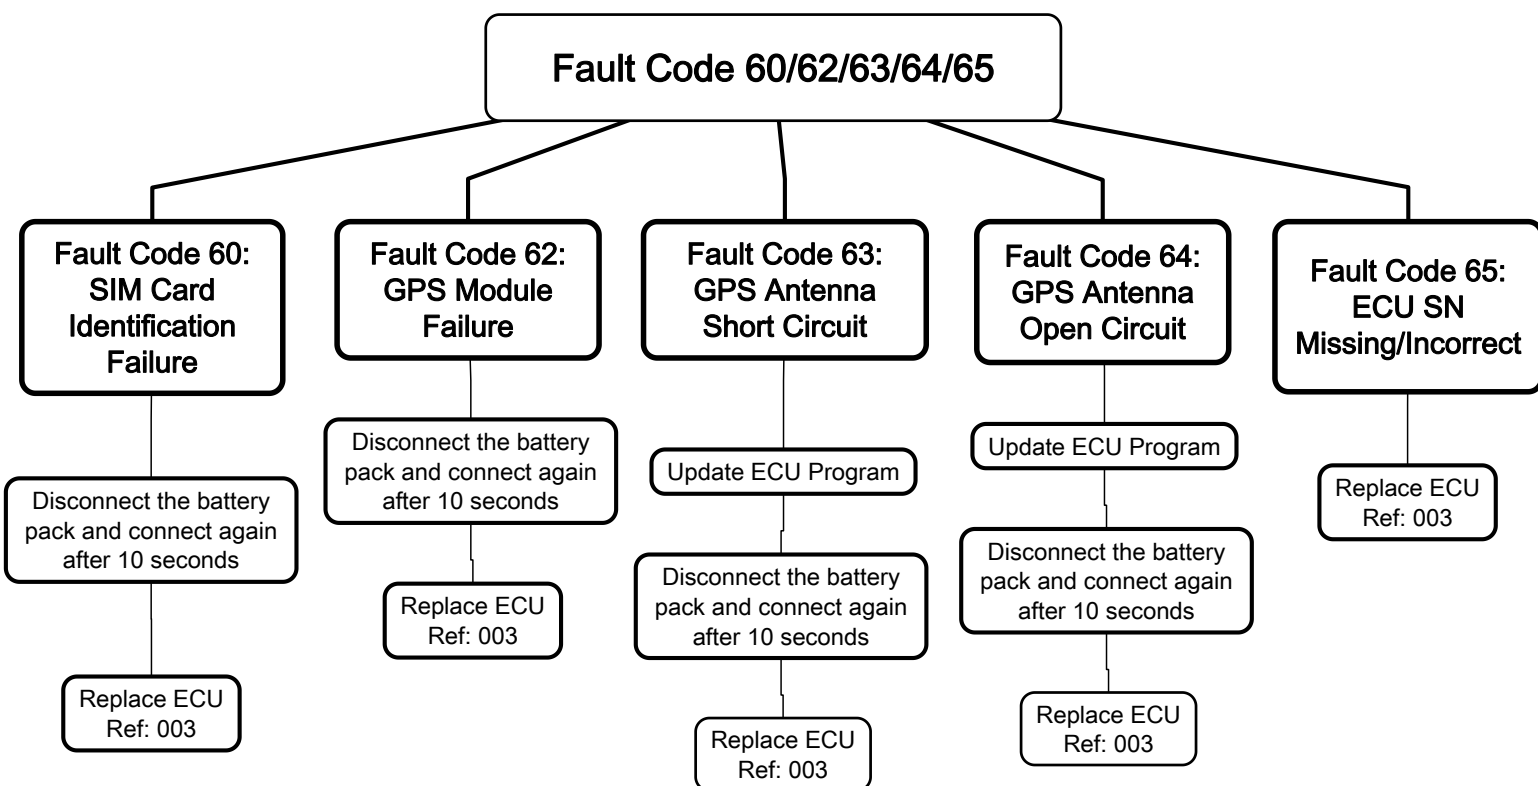 Fault Code 60/62/63/64/65
Fault Code 60:
SIM Card
Identification
Failure
Disconnect the battery
pack and connect again
after 10 seconds
Replace ECU
Ref: 003
Fault Code 62:
GPS Module
Failure
Disconnect the battery
pack and connect again
after 10 seconds
Replace ECU
Ref: 003
Fault Code 63:
GPS Antenna
Short Circuit
Update ECU Program
Disconnect the battery
pack and connect again
after 10 seconds
Replace ECU
Ref: 003
Fault Code 64:
GPS Antenna
Open Circuit
Update ECU Program
Disconnect the battery
pack and connect again
after 10 seconds
Replace ECU
Ref: 003
Fault Code 65:
ECU SN
Missing/Incorrect
Replace ECU
Ref: 003